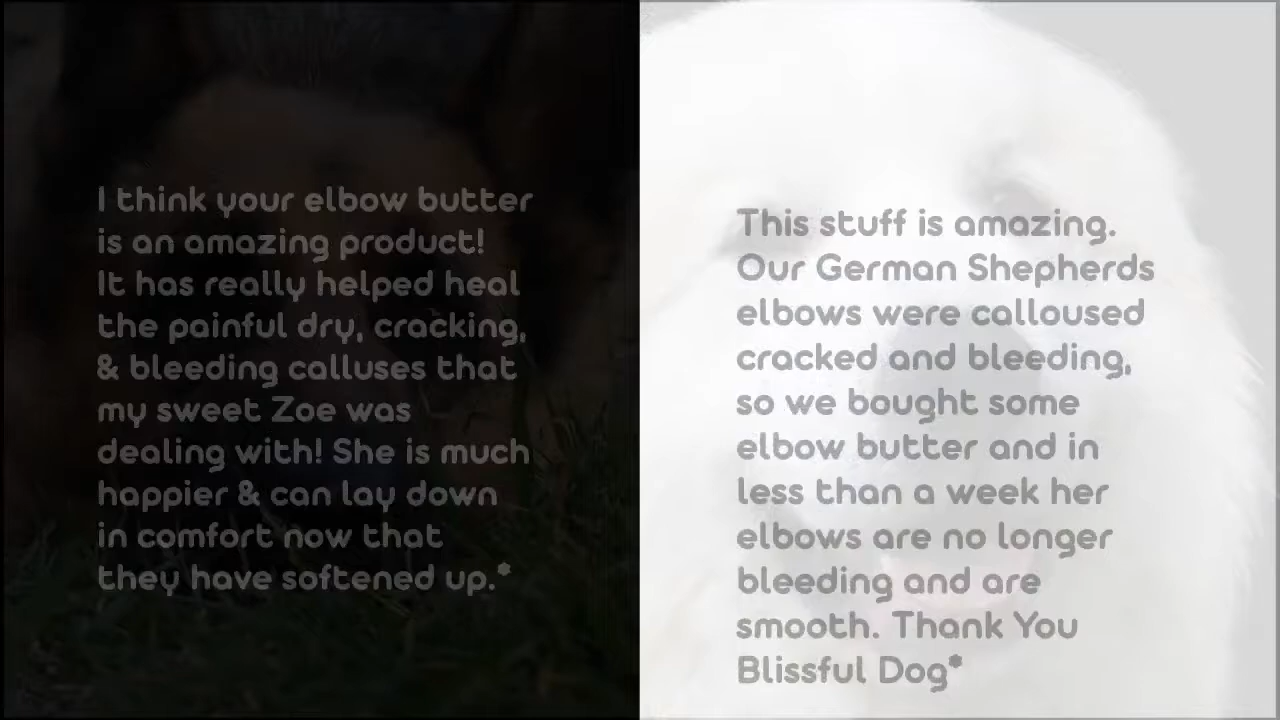 I think your elbow butter
is an amazing product!
It has really helped heal
the painful dry, cracking,
& bleeding calluses that
my sweet Zoe was
dealing with! She is much
happier & can lay down
in comfort now that
they have softened up.*
This stuff is amazing.
Our German Shepherds
elbows were calloused
cracked and bleeding,
so we bought some
elbow butter and in
less than a week her
elbows are no longer
bleeding and are
smooth. Thank You
Blissful Dog*